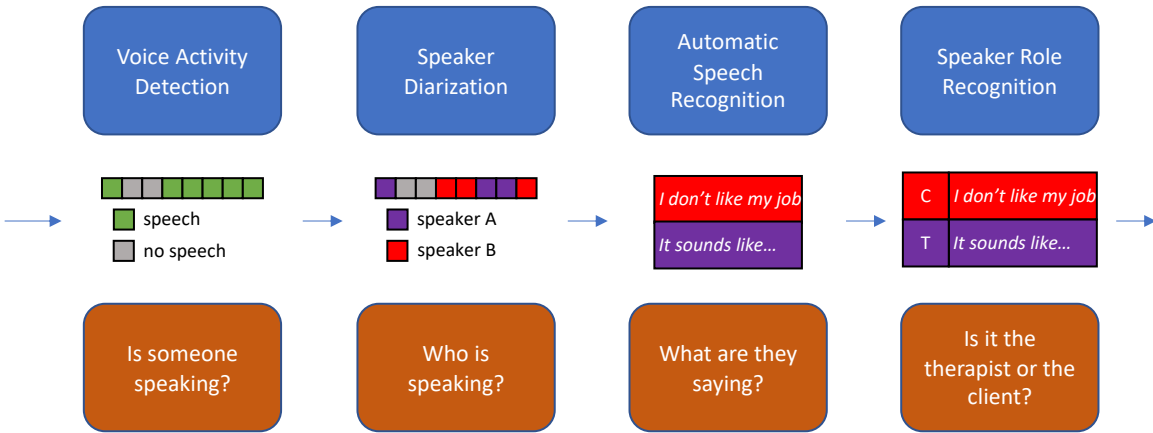 Voice Activity
Detection
Speaker
Diarization
Automatic
Speech
Recognition
Speaker Role
Recognition
speech
no speech
speaker A
speaker B
I don't like my job
It sounds like...
C
I don't like my job
T
It sounds like...
Is someone
speaking?
Who is
speaking?
What are they
saying?
Is it the
therapist or the
client?